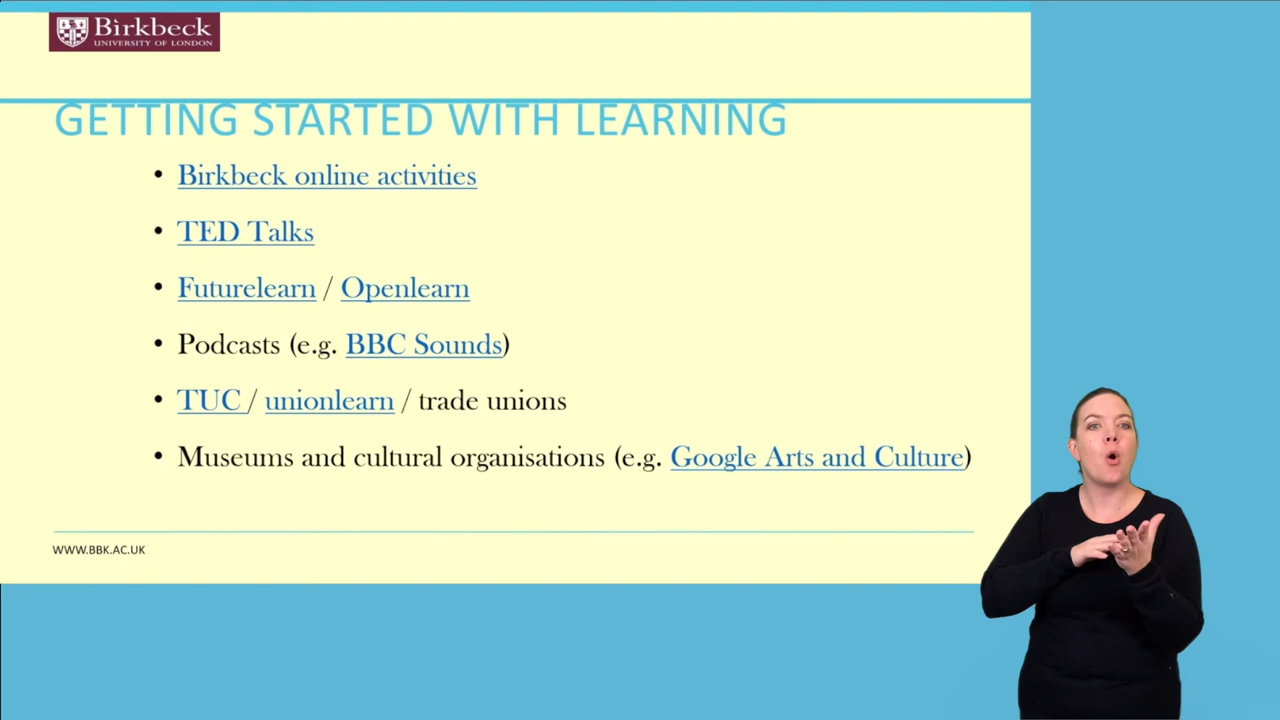 Birkbeck
UNIVERSITY OF LONDON
GETTING STARTED WITH LEARNING
• Birkbeck online activities
• TED Talks
• Futurelearn / Openlearn
• Podcasts (e.g. BBC Sounds)
• TUC / unionlearn / trade unions
• Museums and cultural organisations (e.g. Google Arts and Culture)
WWW.BBK.AC.UK